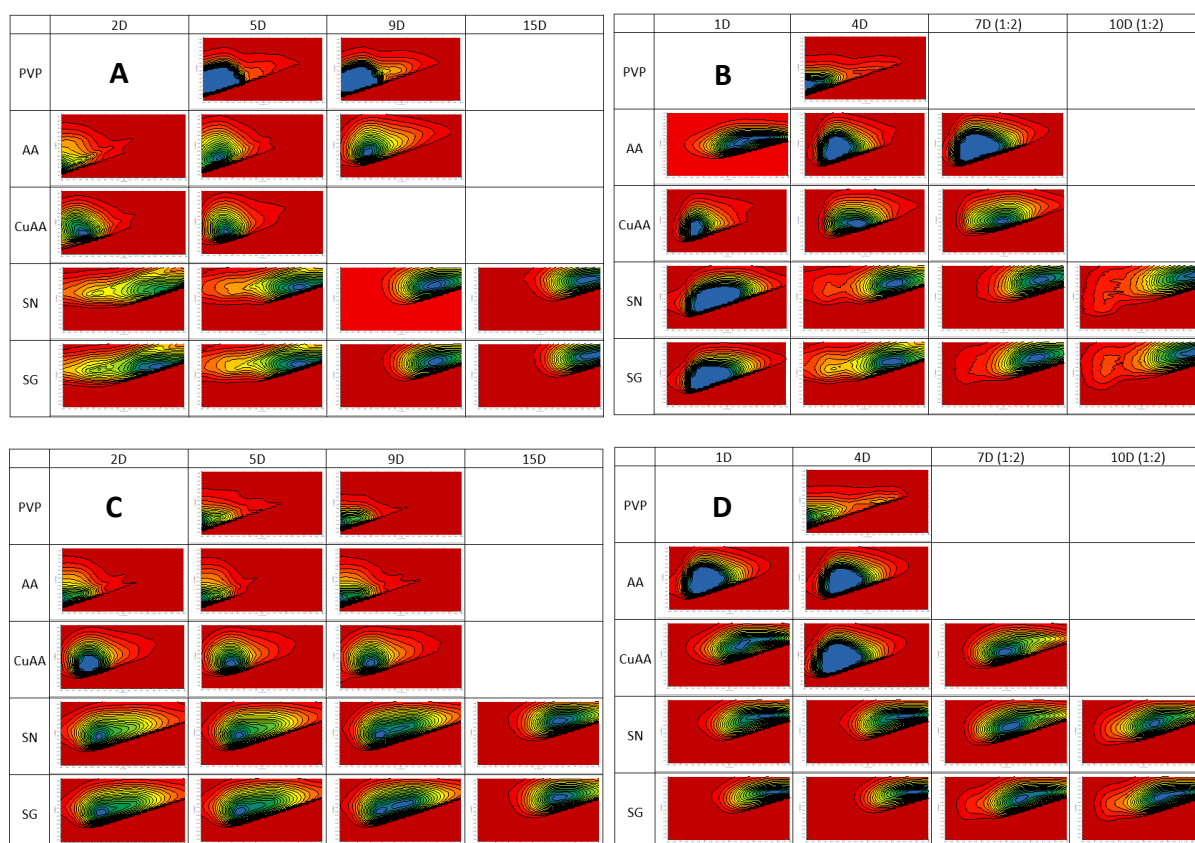 2D 5D 9D 15D
PVP A
AA
CuAA
SN
SG
1D 4D 7D (1:2) 10D (1:2)
PVP B
AA
CuAA
SN
SG
2D 5D 9D 15D
PVP C
AA
CuAA
SN
SG
1D 4D 7D (1:2) 10D (1:2)
PVP D
AA
CuAA
SN
SG